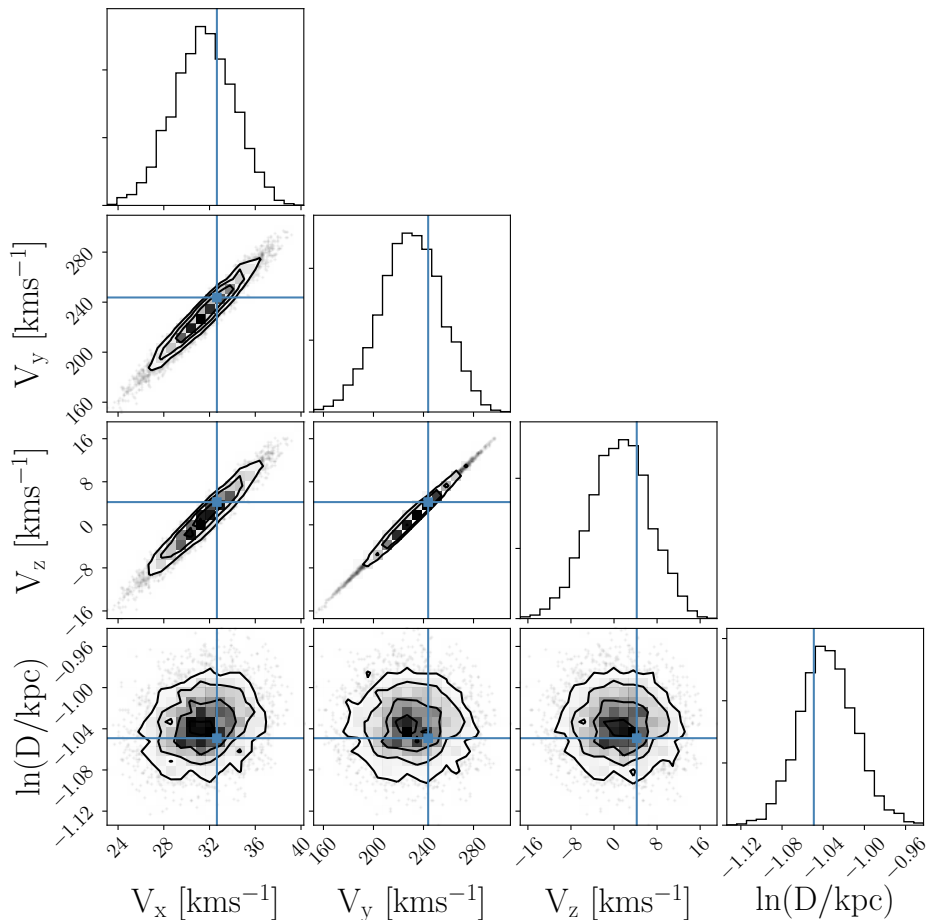 V_y [kms⁻¹]
280
240
200
160
V_z [kms⁻¹]
16
8
0
−8
−16
ln(D/kpc)
−0.96
−1.00
−1.04
−1.08
−1.12
24 28 32 36 40
160 200 240 280
−16 −8 0 8 16
−1.12 −1.08 −1.04 −1.00 −0.96
V_x [kms⁻¹] V_y [kms⁻¹] V_z [kms⁻¹] ln(D/kpc)